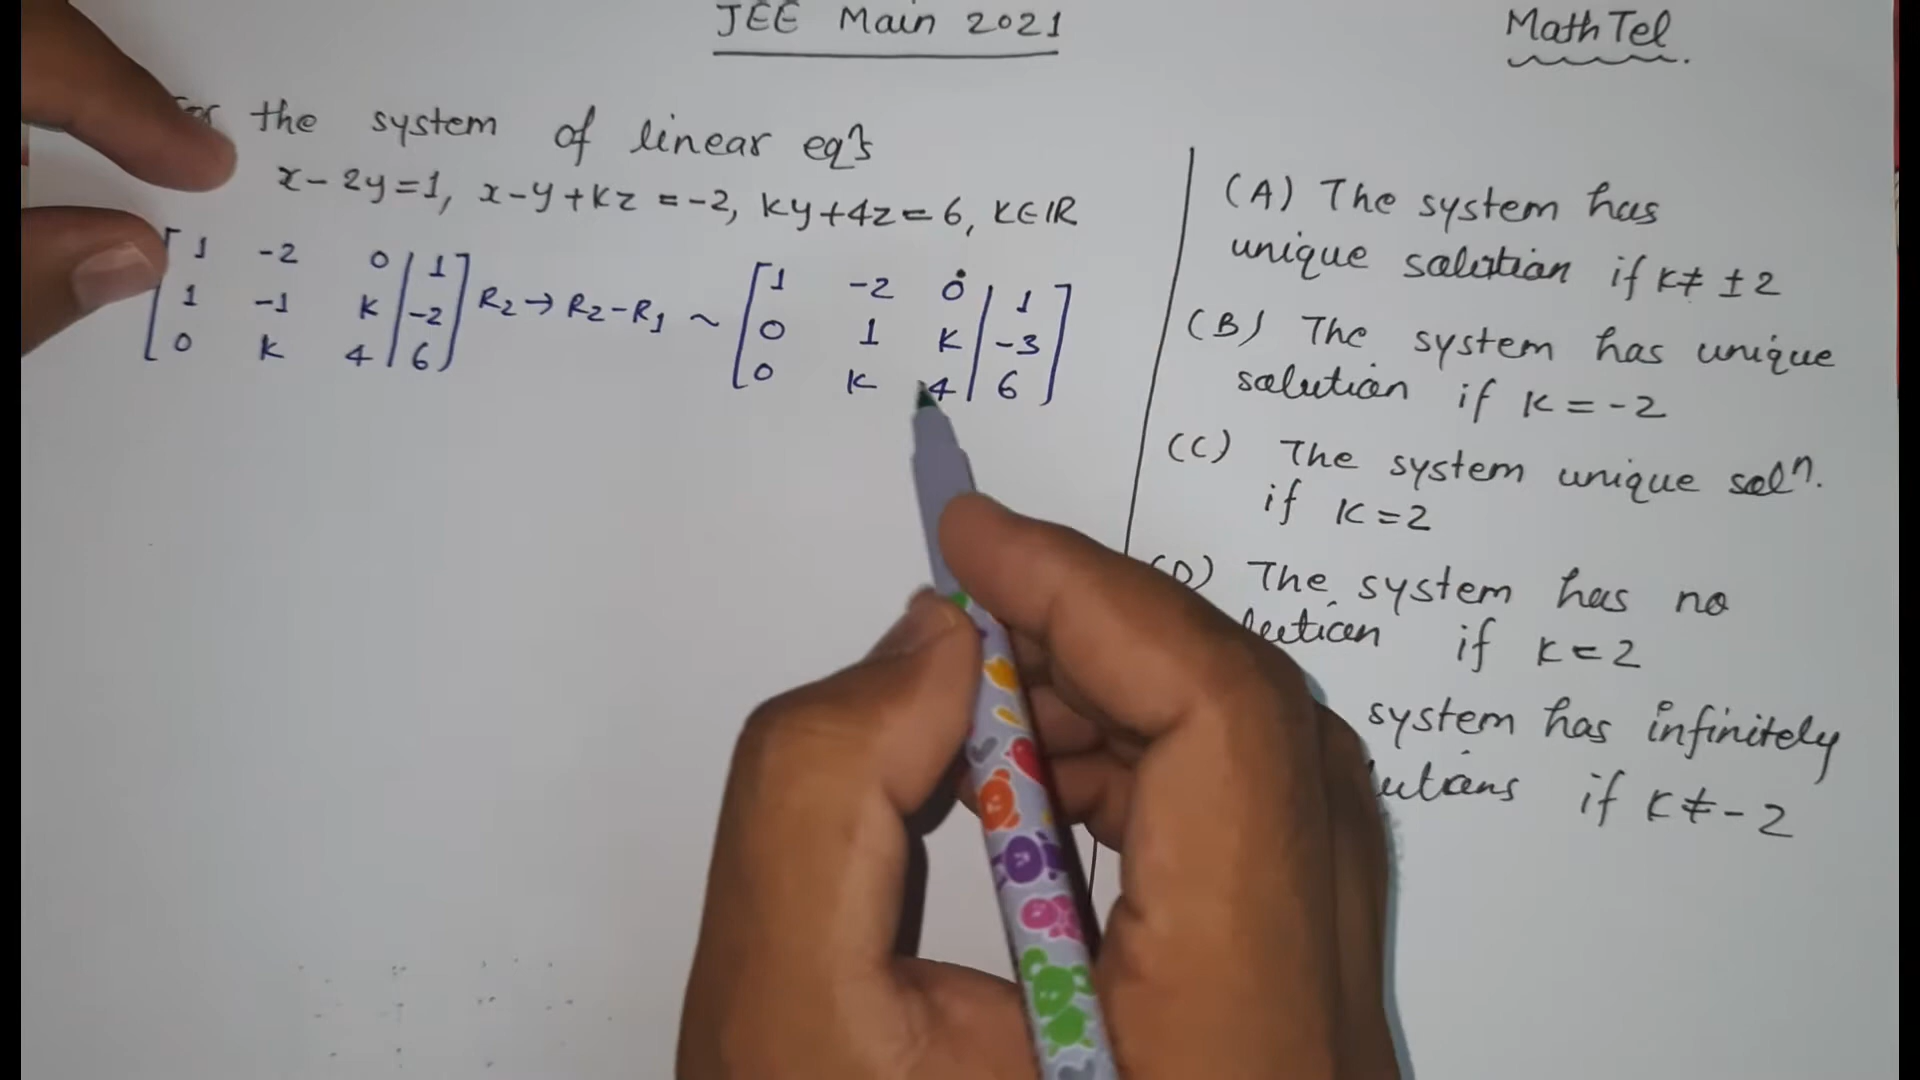 JEE Main 2021
MathTel
the system of linear eqⁿs
x - 2y = 1, x - y + kz = -2, ky + 4z = 6, K∈IR
[1 -2 0 | 1]
[1 -1 K | -2]
[0 K 4 | 6]
R2 → R2 - R1 ~
[1 -2 0 | 1]
[0 1 K | -3]
[0 K 4 | 6]
(A) The system has
unique solution if K ≠ ±2
(B) The system has unique
solution if K = -2
(C) The system unique solⁿ.
if K = 2
(D) The system has no
if K = 2
system has infinitely
if K ≠ -2